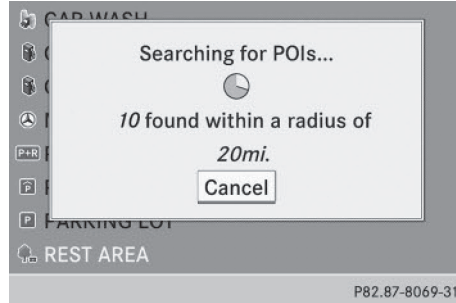 CAR WASH
Searching for POIs...
10 found within a radius of
20mi.
Cancel
P+R
P
P PARKING LOT
REST AREA
P82.87-8069-31